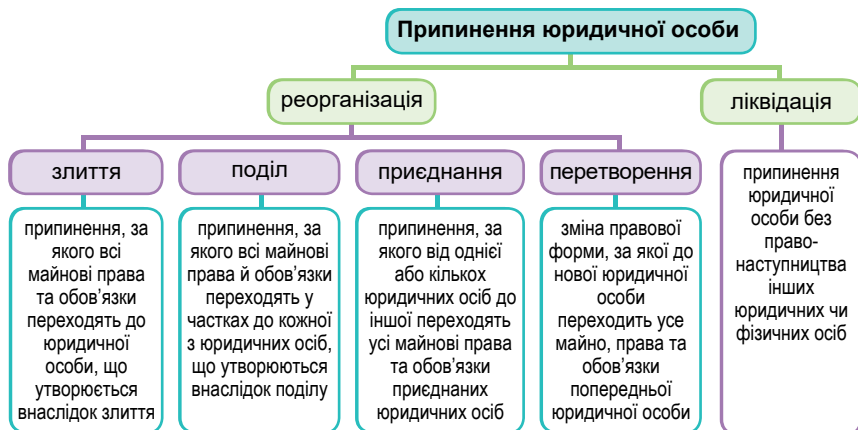 Припинення юридичної особи
реорганізація
ліквідація
злиття
поділ
приєднання
перетворення
припинення, за
якого всі
майнові права
та обов’язки
переходять до
юридичної
особи, що
утворюється
внаслідок злиття
припинення, за
якого всі майнові
права й обов’язки
переходять у
частках до кожної
з юридичних осіб,
що утворюються
внаслідок поділу
припинення, за
якого від однієї
або кількох
юридичних осіб до
іншої переходять
усі майнові права
та обов’язки
приєднаних
юридичних осіб
зміна правової
форми, за якої до
нової юридичної
особи
переходить усе
майно, права та
обов’язки
попередньої
юридичної особи
припинення
юридичної
особи без
право-
наступництва
інших
юридичних чи
фізичних осіб